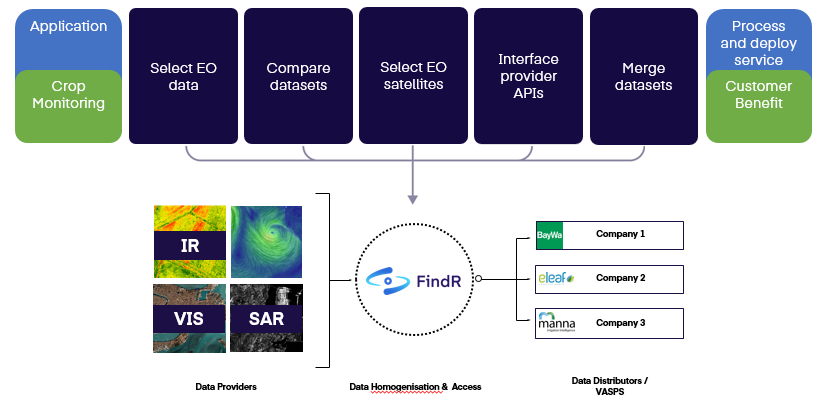 Application
Crop
Monitoring
Select EO
data
Compare
datasets
Select EO
satellites
Interface
provider
APIs
Merge
datasets
Process
and deploy
service
Customer
Benefit
IR
VIS
SAR
FindR
BayWa
Company 1
eleaf
Company 2
manna
Company 3
Data Providers
Data Homogenisation & Access
Data Distributors /
VASPS